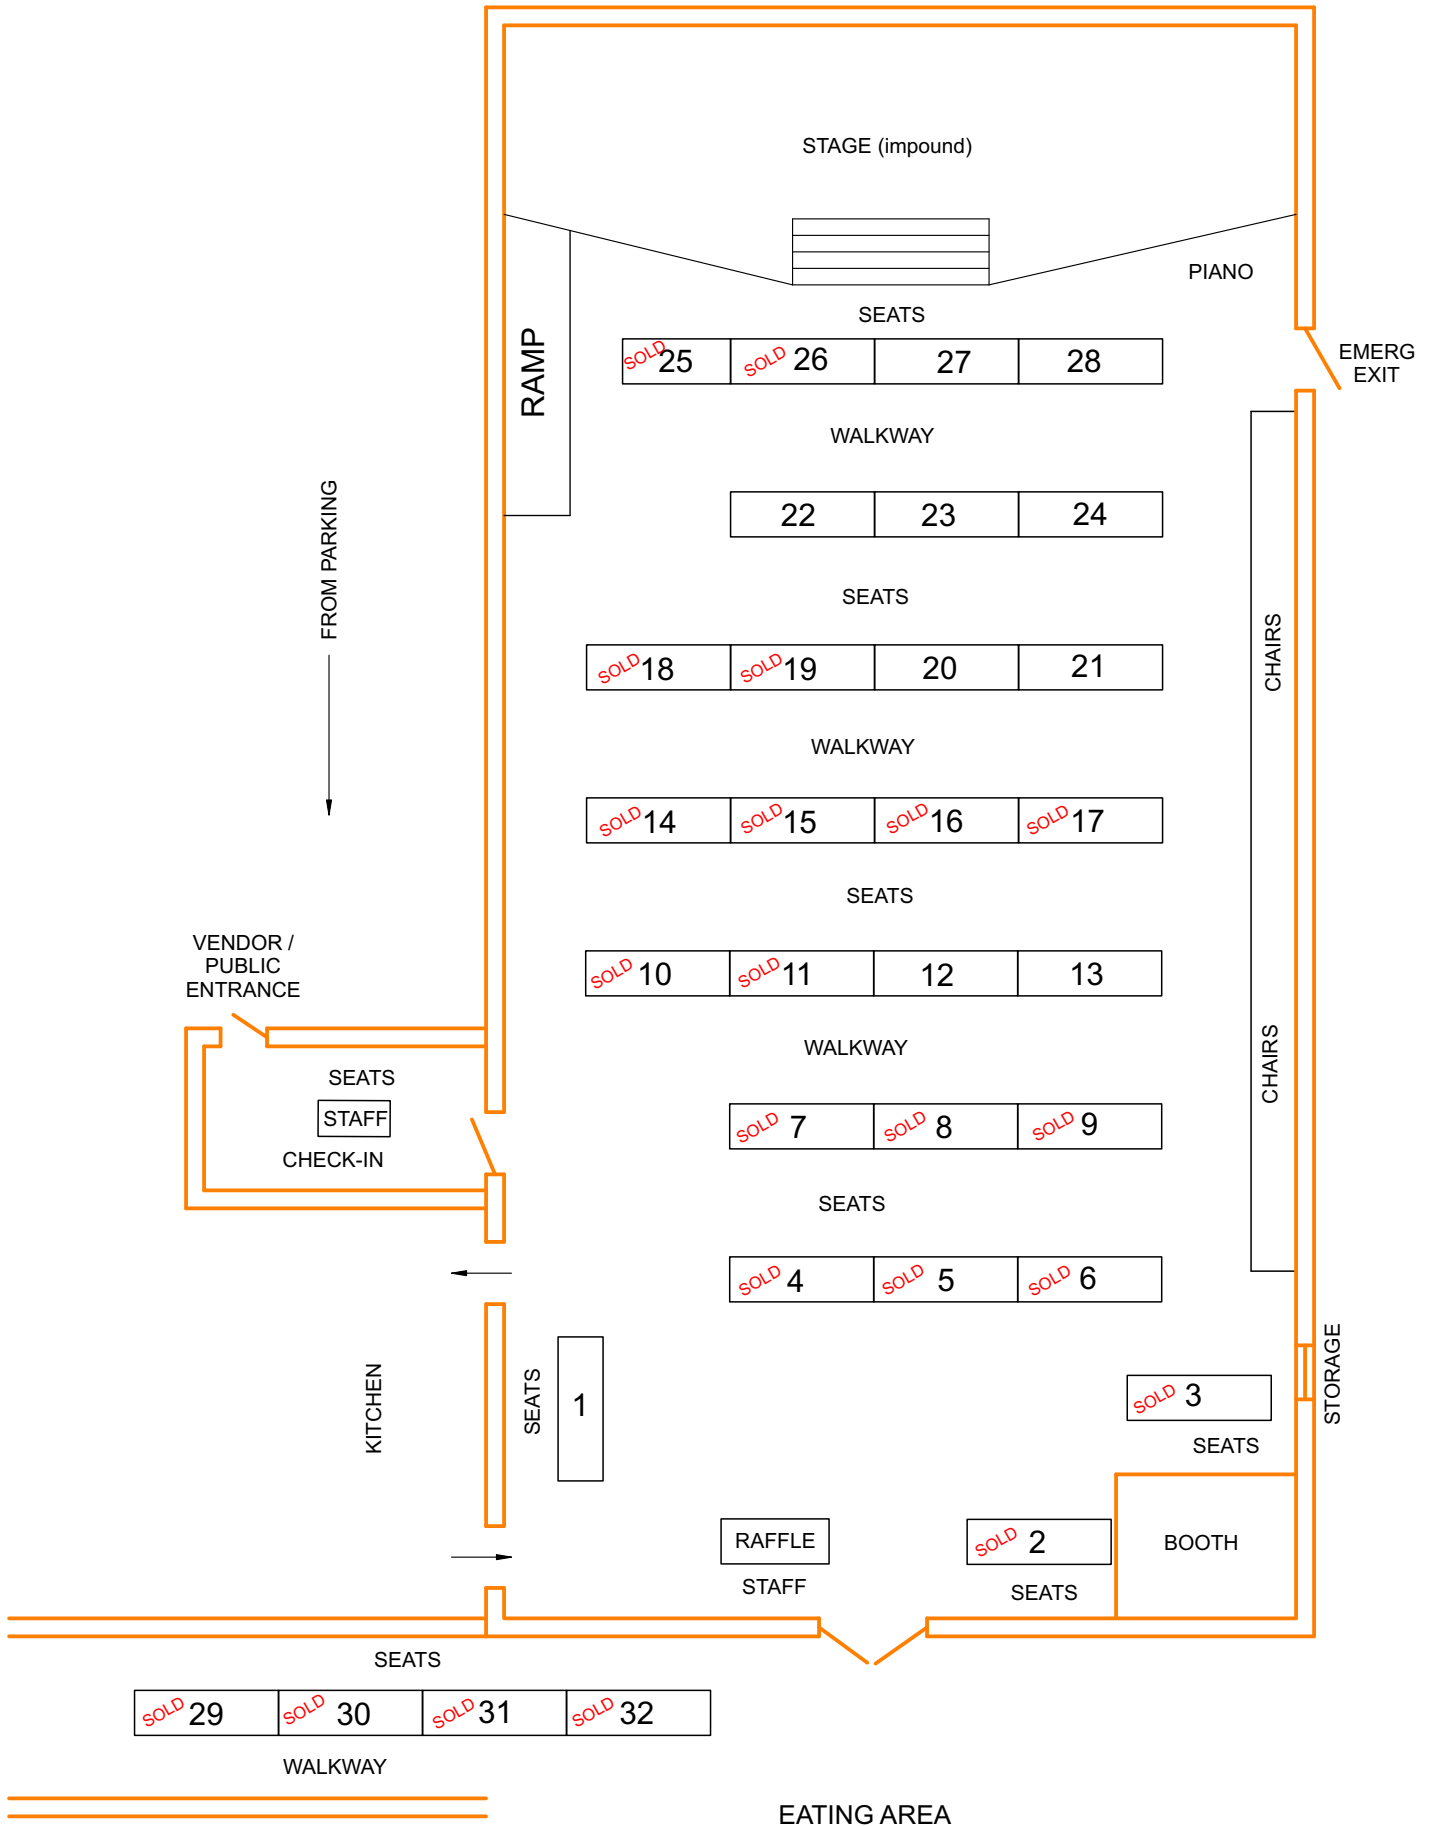 STAGE (impound)
PIANO
SEATS
RAMP
SOLD 25
SOLD 26
27
28
EMERG
EXIT
WALKWAY
FROM PARKING
22
23
24
SEATS
CHAIRS
SOLD 18
SOLD 19
20
21
WALKWAY
SOLD 14
SOLD 15
SOLD 16
SOLD 17
SEATS
VENDOR /
PUBLIC
ENTRANCE
SOLD 10
SOLD 11
12
13
WALKWAY
CHAIRS
SEATS
STAFF
CHECK-IN
SOLD 7
SOLD 8
SOLD 9
SEATS
SOLD 4
SOLD 5
SOLD 6
KITCHEN
SEATS
1
SOLD 3
STORAGE
SEATS
RAFFLE
STAFF
SOLD 2
SEATS
BOOTH
SEATS
SOLD 29
SOLD 30
SOLD 31
SOLD 32
WALKWAY
EATING AREA